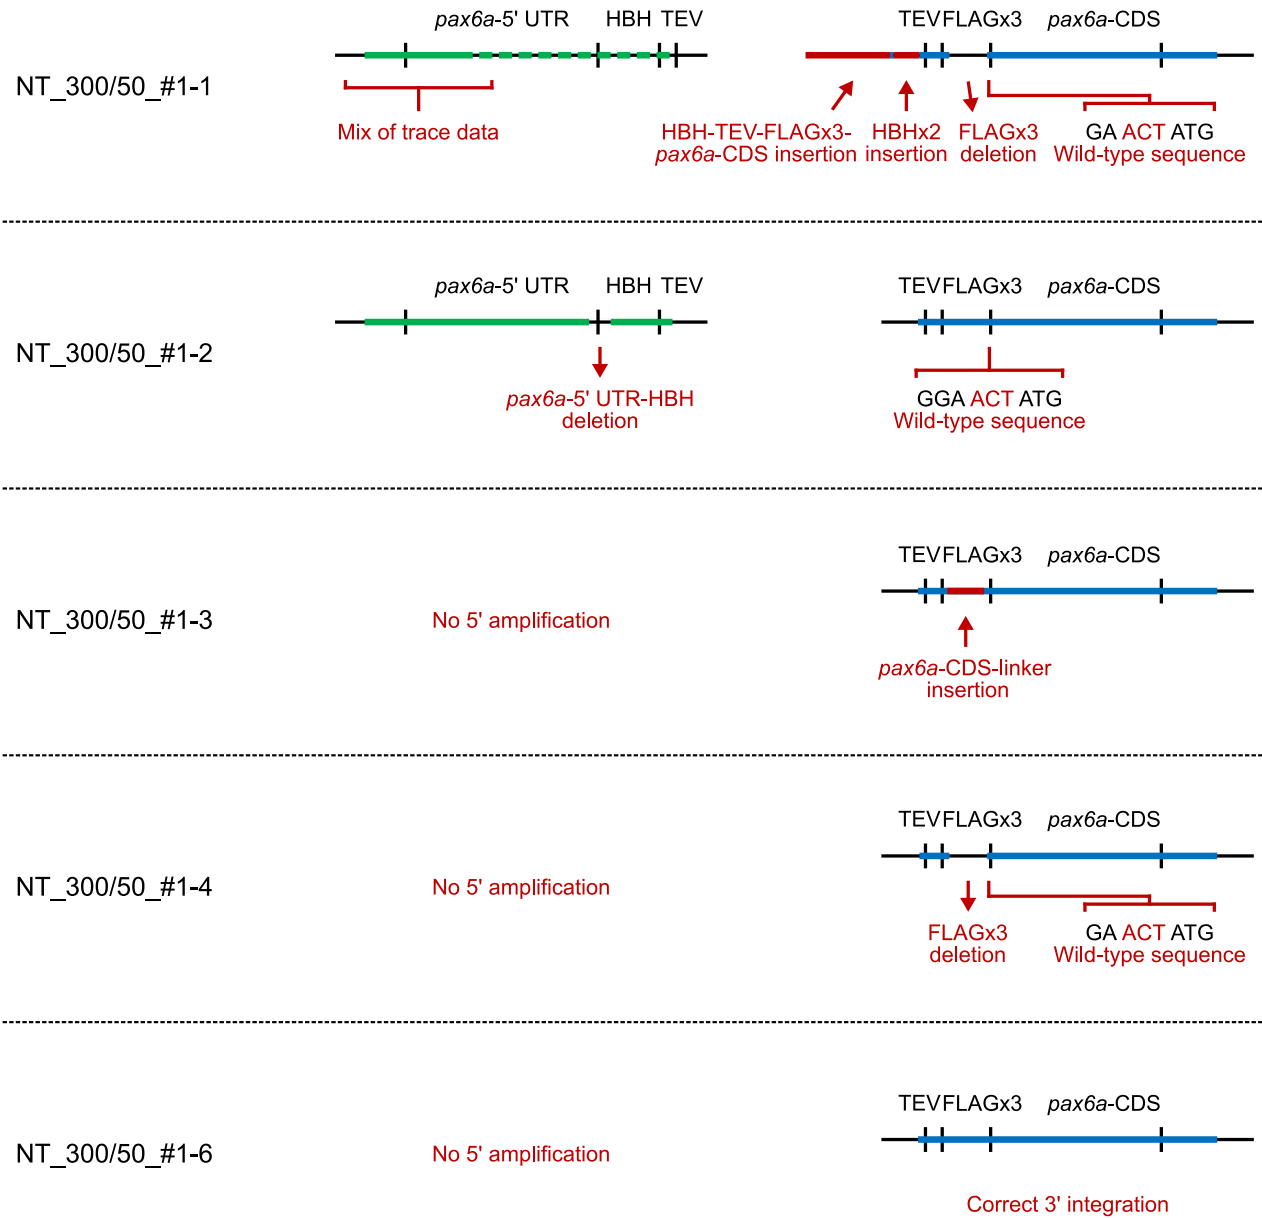 pax6a-5' UTR HBH TEV TEV FLAGx3 pax6a-CDS
NT_300/50_#1-1
Mix of trace data
HBH-TEV-FLAGx3-
pax6a-CDS insertion
HBHx2
insertion
FLAGx3
deletion
GA ACT ATG
Wild-type sequence
pax6a-5' UTR HBH TEV TEV FLAGx3 pax6a-CDS
NT_300/50_#1-2
pax6a-5' UTR-HBH
deletion
GGA ACT ATG
Wild-type sequence
TEV FLAGx3 pax6a-CDS
NT_300/50_#1-3
No 5' amplification
pax6a-CDS-linker
insertion
TEV FLAGx3 pax6a-CDS
NT_300/50_#1-4
No 5' amplification
FLAGx3
deletion
GA ACT ATG
Wild-type sequence
TEV FLAGx3 pax6a-CDS
NT_300/50_#1-6
No 5' amplification
Correct 3' integration